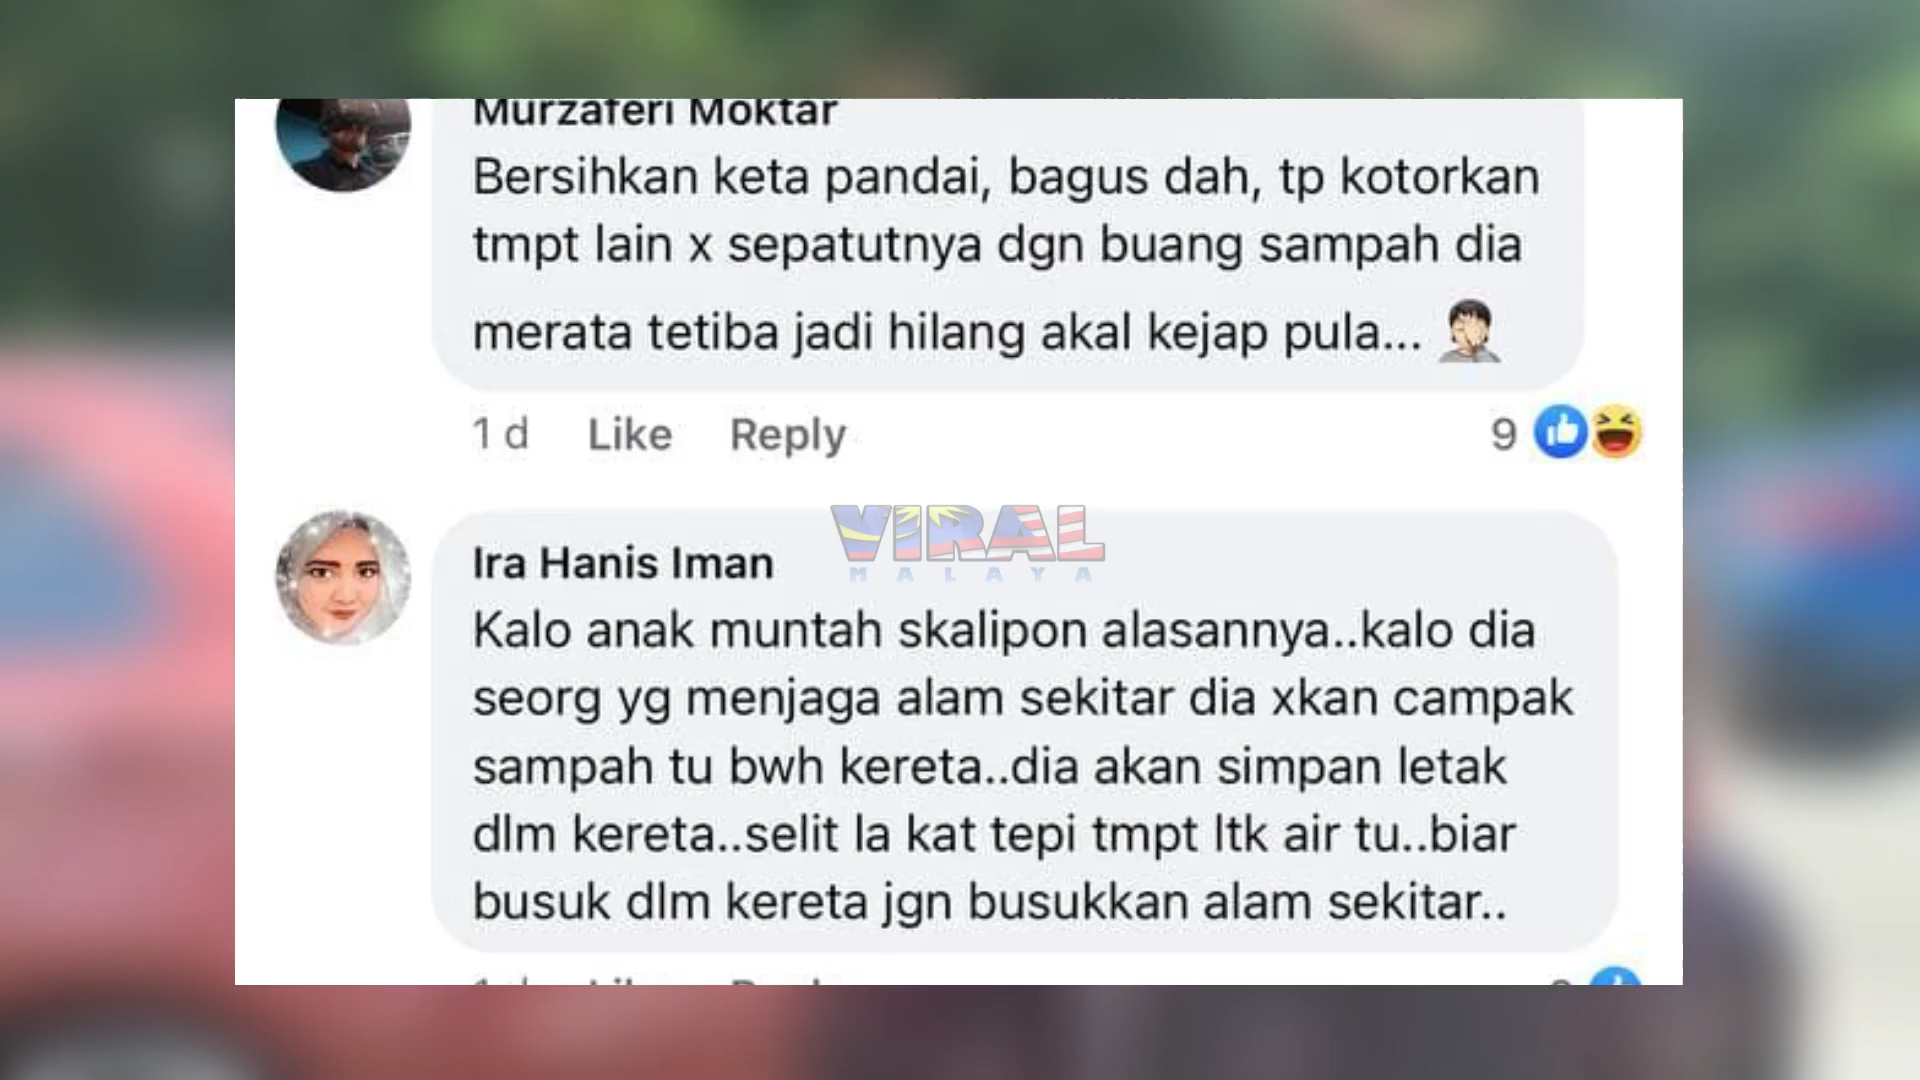 Murzaferi Moktar
Bersihkan keta pandai, bagus dah, tp kotorkan
tmpt lain x sepatutnya dgn buang sampah dia
merata tetiba jadi hilang akal kejap pula...
1 d Like Reply 9
VIRAL
MALAYA
Ira Hanis Iman
Kalo anak muntah skalipon alasannya..kalo dia
seorg yg menjaga alam sekitar dia xkan campak
sampah tu bwh kereta..dia akan simpan letak
dlm kereta..selit la kat tepi tmpt ltk air tu..biar
busuk dlm kereta jgn busukkan alam sekitar..